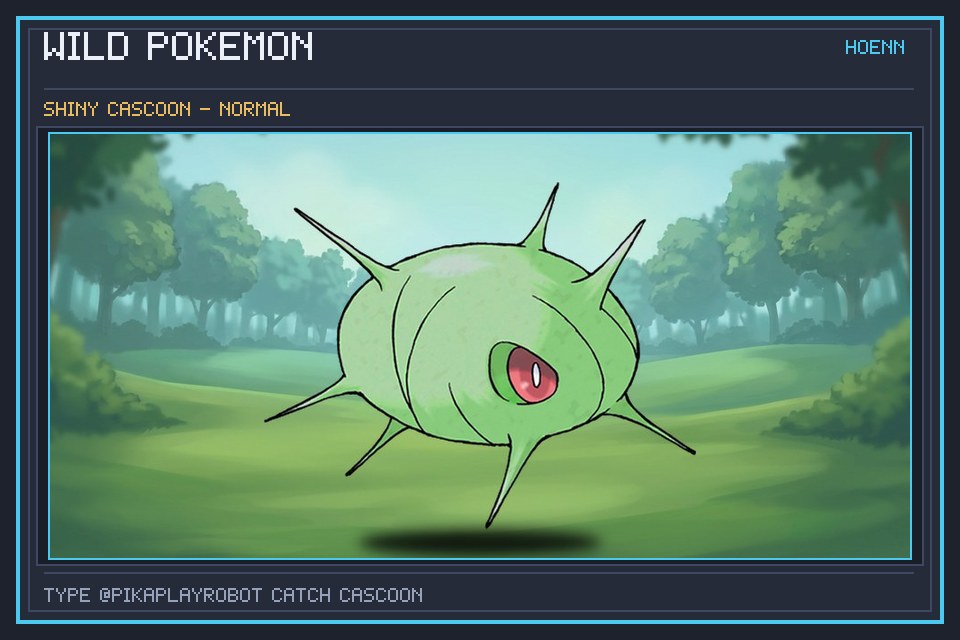 WILD POKEMON
HOENN
SHINY CASCOON - NORMAL
TYPE @PIKAPLAYROBOT CATCH CASCOON